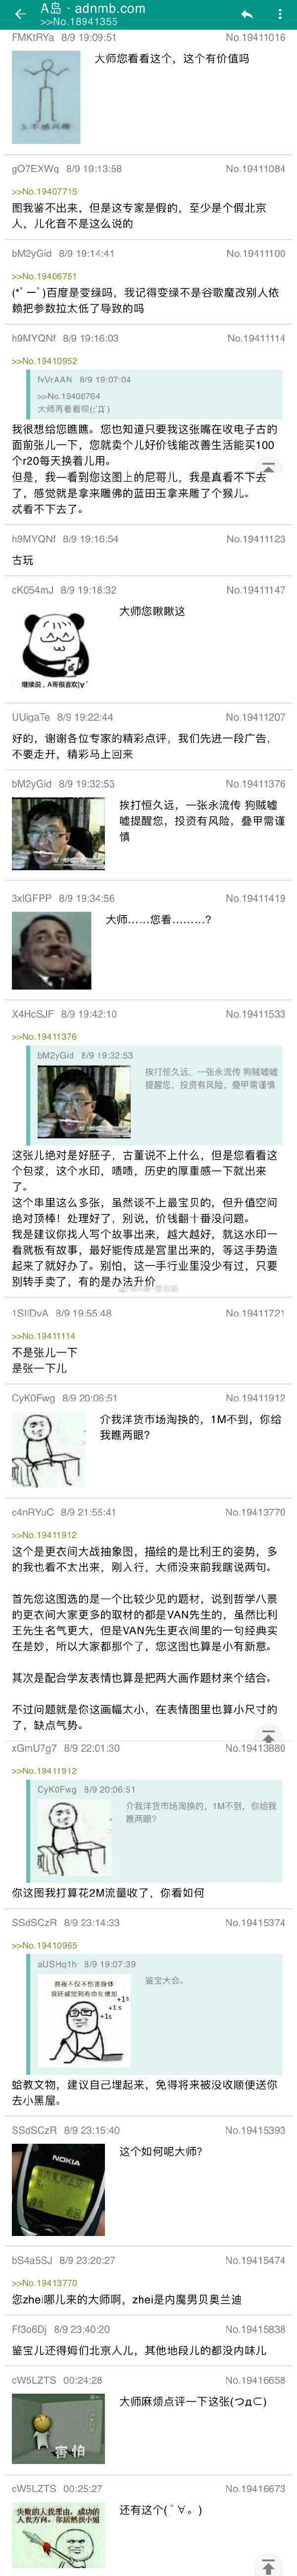 A岛 · adnmb.com
>>No.18941355
FMKtRYa 8/9 19:09:51 No.19411016
大师您看看这个，这个有价值吗
上不感兴趣
gO7EXWq 8/9 19:13:58 No.19411084
>>No.19407715
图我鉴不出来，但是这专家是假的，至少是个假北京
人，儿化音不是这么说的
bM2yGid 8/9 19:14:41 No.19411100
>>No.19406751
(*ﾟーﾟ)百度是变绿吗，我记得变绿不是谷歌魔改别人依
赖把参数拉太低了导致的吗
h9MYQNf 8/9 19:16:03 No.19411114
>>No.19410952
fvVrAAN 8/9 19:07:04
>>No.19408764
大师再看看呗(;´Д`)
我很想给您瞧瞧。您也知道只要我这张嘴在收电子古的
面前张儿一下，您就卖个儿好价钱能改善生活能买100
个r20每天换着儿用。
但是，我一看到您这图上的尼哥儿，我是真看不下去
了，感觉就是拿来雕佛的蓝田玉拿来雕了个猴儿。
忒看不下去了。
h9MYQNf 8/9 19:16:54 No.19411123
古玩
cK054mJ 8/9 19:18:32 No.19411147
大师您瞅瞅这
继续说，A哥很喜欢|∀ﾟ
UUigaTe 8/9 19:22:44 No.19411207
好的，谢谢各位专家的精彩点评，我们先进一段广告，
不要走开，精彩马上回来
bM2yGid 8/9 19:32:53 No.19411376
挨打恒久远，一张永流传 狗贼嘘
嘘提醒您，投资有风险，叠甲需谨
慎
3xlGFPP 8/9 19:34:56 No.19411419
大师……您看………?
X4HcSJF 8/9 19:42:10 No.19411533
>>No.19411376
bM2yGid 8/9 19:32:53
挨打恒久远，一张永流传 狗贼嘘嘘
提醒您，投资有风险，叠甲需谨慎
这张儿绝对是好胚子，古董说不上什么，但是您看看这
个包浆，这个水印，啧啧，历史的厚重感一下就出来
了。
这个串里这么多张，虽然谈不上最宝贝的，但升值空间
绝对顶棒！处理好了，别说，价钱翻十番没问题。
我是建议你找人写个故事出来，越大越好，就这水印一
看就板有故事，最好能传成是宫里出来的，等这手势造
起来了就好办了。别怕，这一手行业里没少有过，只要
别转手卖了，有的是办法升价
1SIlDvA 8/9 19:55:48 No.19411721
>>No.19411114
不是张儿一下
是张一下儿
CyK0Fwg 8/9 20:06:51 No.19411912
介我洋货市场淘换的，1M不到，你给
我瞧两眼?
c4nRYuC 8/9 21:55:41 No.19413770
>>No.19411912
这个是更衣间大战抽象图，描绘的是比利王的姿势，多
的我也看不太出来，刚入行，大师没来前我瞎说两句。
首先您这图选的是一个比较少见的题材，说到哲学八景
的更衣间大家更多的取材的都是VAN先生的，虽然比利
王先生名气更大，但是VAN先生更衣间里的一句经典实
在是妙，所以大家都那个了，您这图也算是小有新意。
其次是配合学友表情也算是把两大画作题材来个结合。
不过问题就是你这画幅太小，在表情图里也算小尺寸的
了，缺点气势。
xGmU7g7 8/9 22:01:30 No.19413880
>>No.19411912
CyK0Fwg 8/9 20:06:51
介我洋货市场淘换的，1M不到，你给我
瞧两眼?
你这图我打算花2M流量收了，你看如何
SSdSCzR 8/9 23:14:33 No.19415374
>>No.19410965
aUSHq1h 8/9 19:07:39
鉴宝大会。
熬夜不仅不伤害身体
我还感觉到寿命在增加
+1s
+1s
+1s
蛤教文物，建议自己埋起来，免得将来被没收顺便送你
去小黑屋。
SSdSCzR 8/9 23:15:40 No.19415393
这个如何呢大师?
NOKIA
bS4a5SJ 8/9 23:20:27 No.19415474
>>No.19413770
您zhei哪儿来的大师啊，zhei是内魔男贝奥兰迪
Ff3o6Dj 8/9 23:40:20 No.19415838
鉴宝儿还得姆们北京人儿，其他地段儿的都没内味儿
cW5LZTS 00:24:28 No.19416658
大师麻烦点评一下这张(つд⊂)
害怕
cW5LZTS 00:25:27 No.19416673
还有这个( ﾟ∀。)
失败的人找理由，成功的
人找方向，你居然找小姐